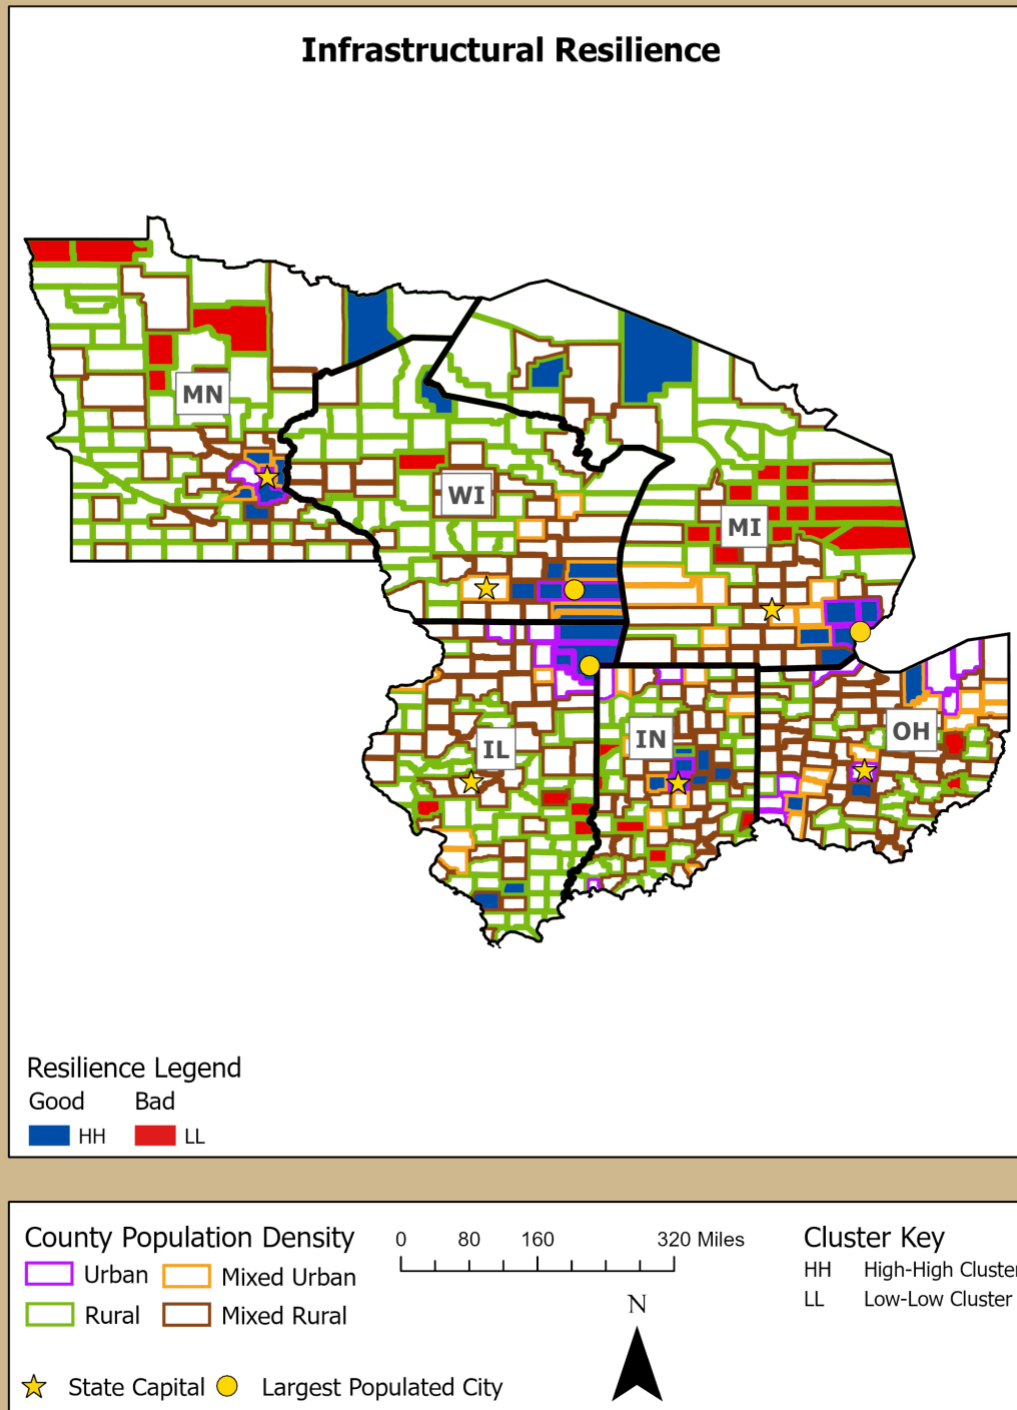 Infrastructural Resilience
MN
WI
MI
IL
IN
OH
Resilience Legend
Good Bad
HH LL
County Population Density
Urban Mixed Urban
Rural Mixed Rural
State Capital Largest Populated City
0 80 160 320 Miles
N
Cluster Key
HH High-High Cluster
LL Low-Low Cluster